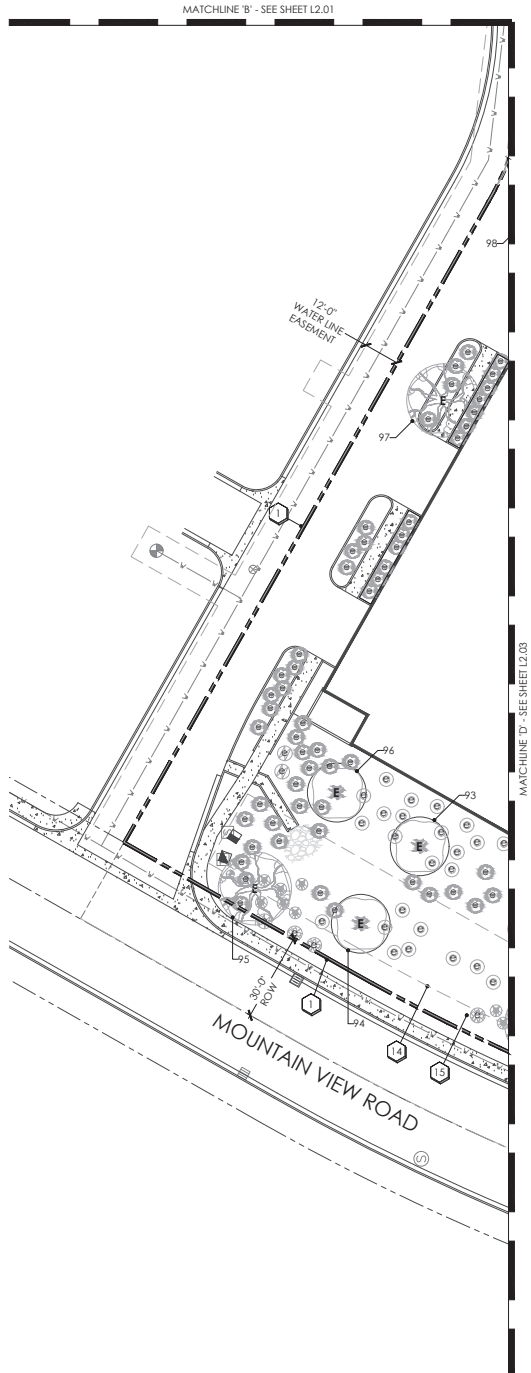 MATCHLINE 'B' - SEE SHEET L2.01
98
12'-0"
WATER LINE
EASEMENT
E
97
1
MATCHLINE 'D' - SEE SHEET L2.03
96
93
E
E
E
E
95
30'-0"
ROW
1
94
14
15
MOUNTAIN VIEW ROAD
S